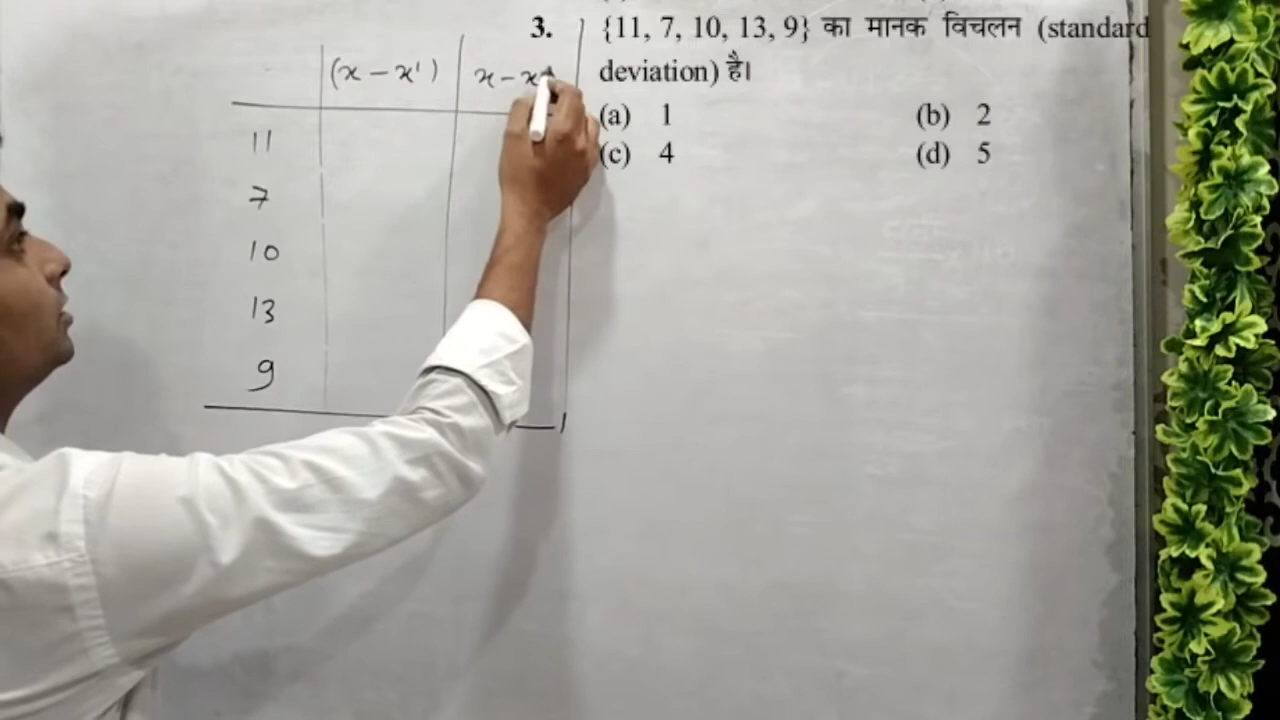 3. {11, 7, 10, 13, 9} का मानक विचलन (standard
deviation) है।
(a) 1 (b) 2
(c) 4 (d) 5
(x - x') x - x
11
7
10
13
9